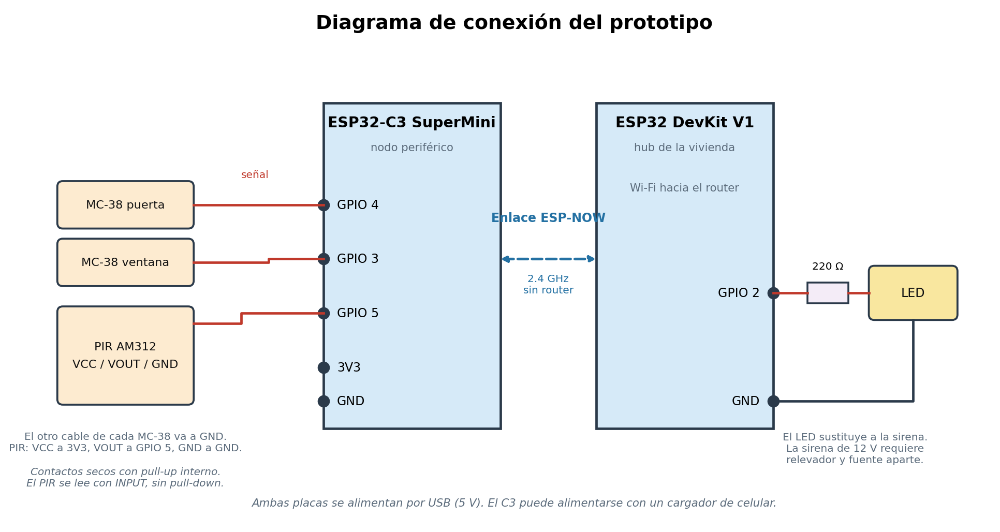 Diagrama de conexión del prototipo
ESP32-C3 SuperMini
nodo periférico
ESP32 DevKit V1
hub de la vivienda
Wi-Fi hacia el router
señal
MC-38 puerta
GPIO 4
Enlace ESP-NOW
MC-38 ventana
GPIO 3
2.4 GHz
sin router
220 Ω
GPIO 2
LED
GPIO 5
PIR AM312
VCC / VOUT / GND
3V3
GND
GND
El otro cable de cada MC-38 va a GND.
PIR: VCC a 3V3, VOUT a GPIO 5, GND a GND.
Contactos secos con pull-up interno.
El PIR se lee con INPUT, sin pull-down.
El LED sustituye a la sirena.
La sirena de 12 V requiere
relevador y fuente aparte.
Ambas placas se alimentan por USB (5 V). El C3 puede alimentarse con un cargador de celular.